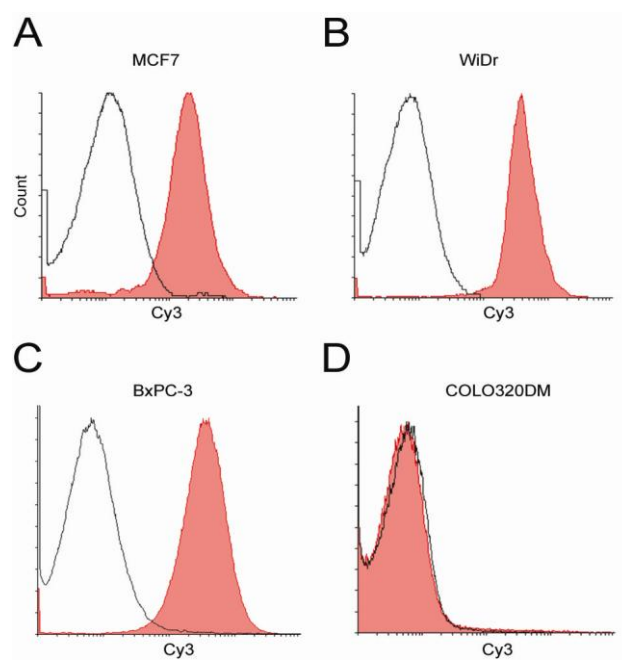 A
MCF7
Count
Cy3
B
WiDr
Cy3
C
BxPC-3
Cy3
D
COLO320DM
Cy3